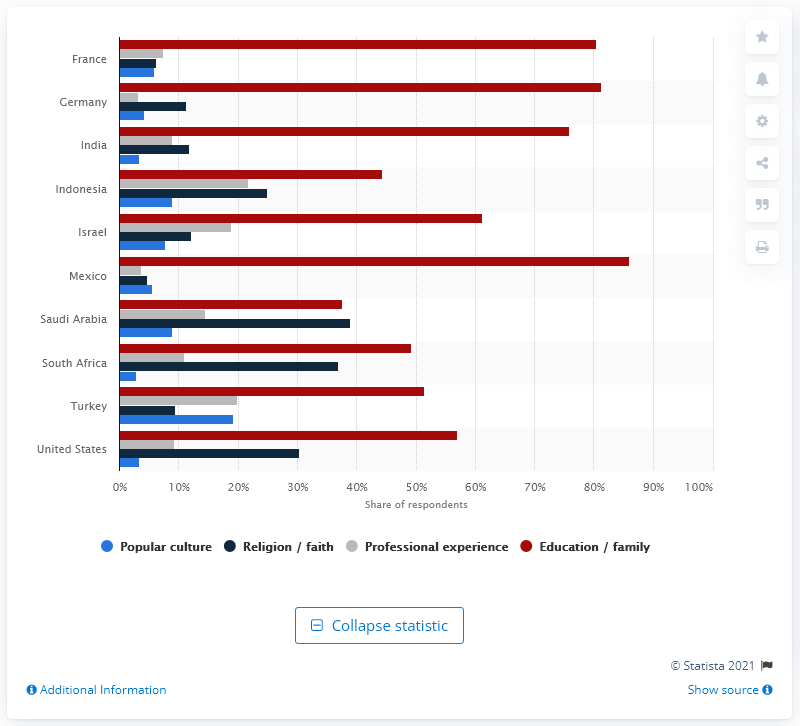 France
Germany
India
Indonesia
Israel
Mexico
Saudi Arabia
South Africa
Turkey
United States
0% 10% 20% 30% 40% 50% 60% 70% 80% 90% 100%
Share of respondents
Popular culture Religion / faith Professional experience Education / family
Collapse statistic
© Statista 2021
Additional Information Show source